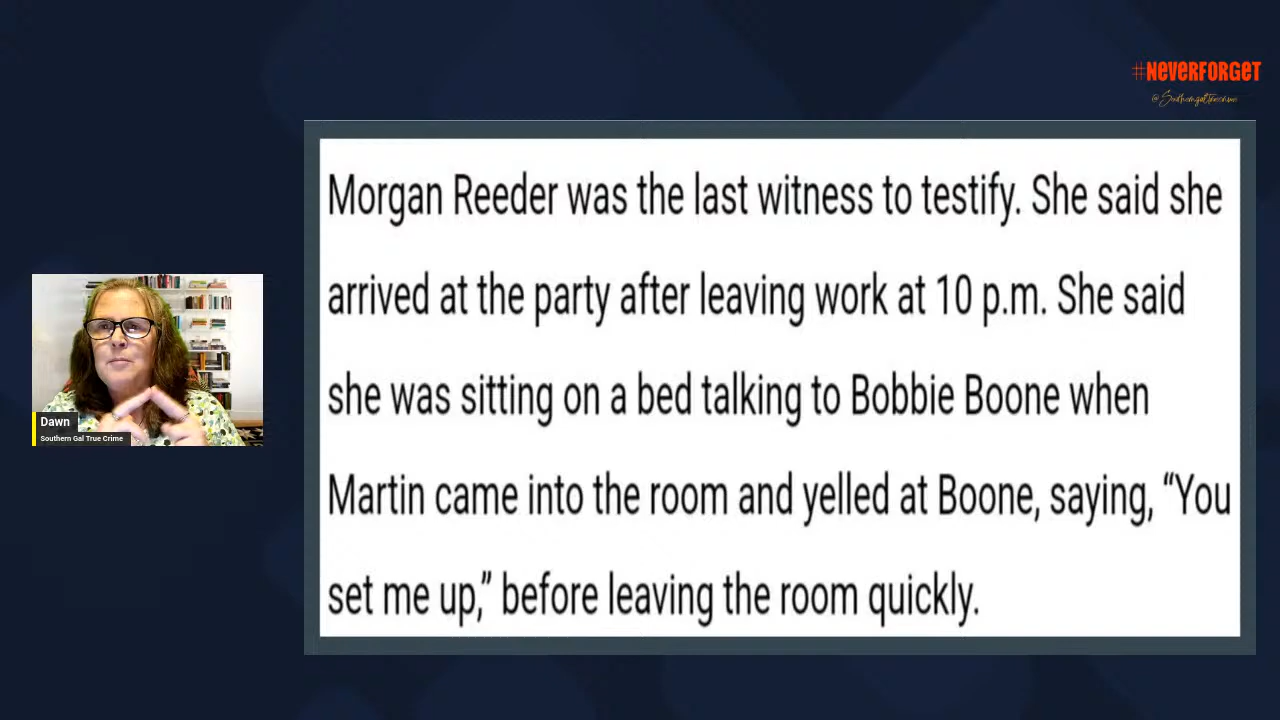 #NEVERFORGET
@Southerngaltruecrime
Morgan Reeder was the last witness to testify. She said she
arrived at the party after leaving work at 10 p.m. She said
she was sitting on a bed talking to Bobbie Boone when
Martin came into the room and yelled at Boone, saying, “You
set me up,” before leaving the room quickly.
Dawn
Southern Gal True Crime